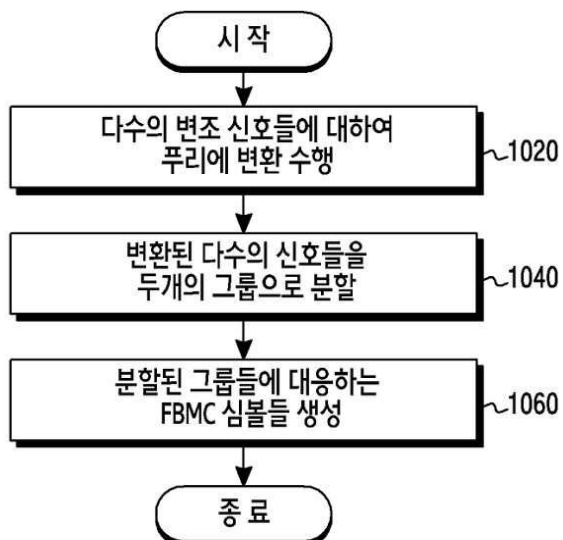 시 작
다수의 변조 신호들에 대하여
푸리에 변환 수행
1020
변환된 다수의 신호들을
두개의 그룹으로 분할
1040
분할된 그룹들에 대응하는
FBMC 심볼들 생성
1060
종 료